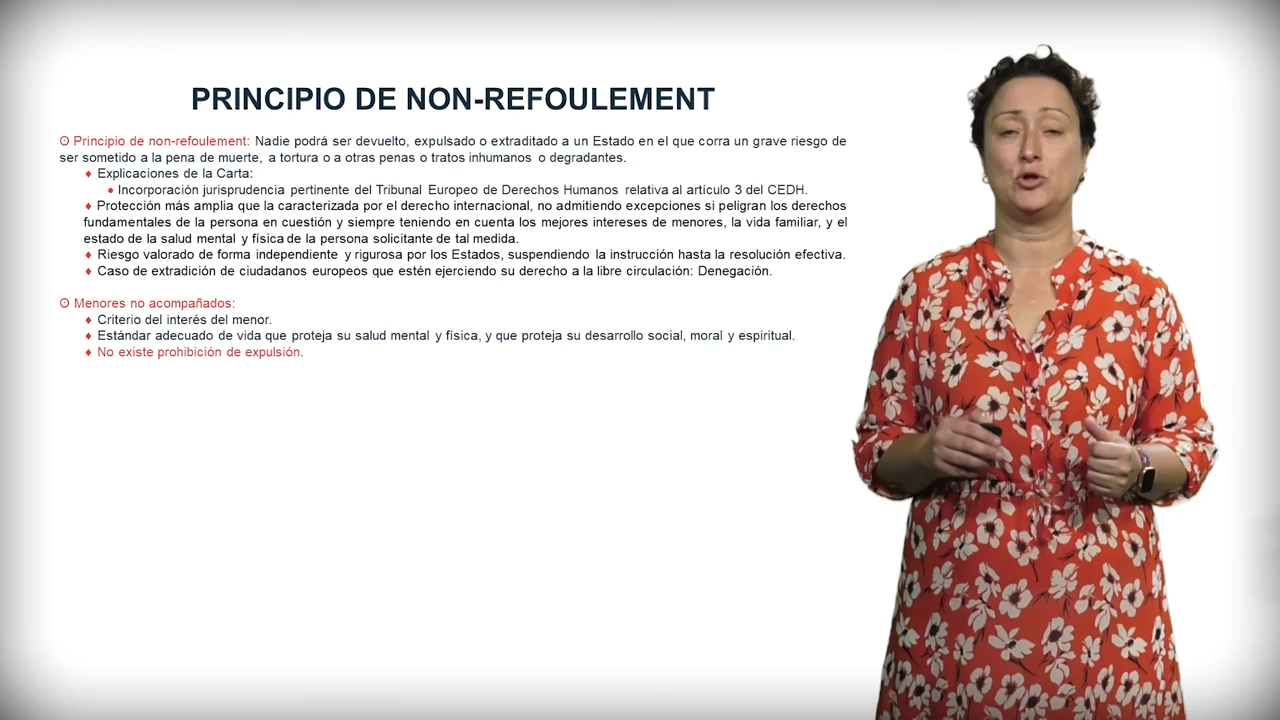 PRINCIPIO DE NON-REFOULEMENT
ʘ Principio de non-refoulement: Nadie podrá ser devuelto, expulsado o extraditado a un Estado en el que corra un grave riesgo de
ser sometido a la pena de muerte, a tortura o a otras penas o tratos inhumanos o degradantes.
♦ Explicaciones de la Carta:
• Incorporación jurisprudencia pertinente del Tribunal Europeo de Derechos Humanos relativa al artículo 3 del CEDH.
♦ Protección más amplia que la caracterizada por el derecho internacional, no admitiendo excepciones si peligran los derechos
fundamentales de la persona en cuestión y siempre teniendo en cuenta los mejores intereses de menores, la vida familiar, y el
estado de la salud mental y física de la persona solicitante de tal medida.
♦ Riesgo valorado de forma independiente y rigurosa por los Estados, suspendiendo la instrucción hasta la resolución efectiva.
♦ Caso de extradición de ciudadanos europeos que estén ejerciendo su derecho a la libre circulación: Denegación.
ʘ Menores no acompañados:
♦ Criterio del interés del menor.
♦ Estándar adecuado de vida que proteja su salud mental y física, y que proteja su desarrollo social, moral y espiritual.
♦ No existe prohibición de expulsión.